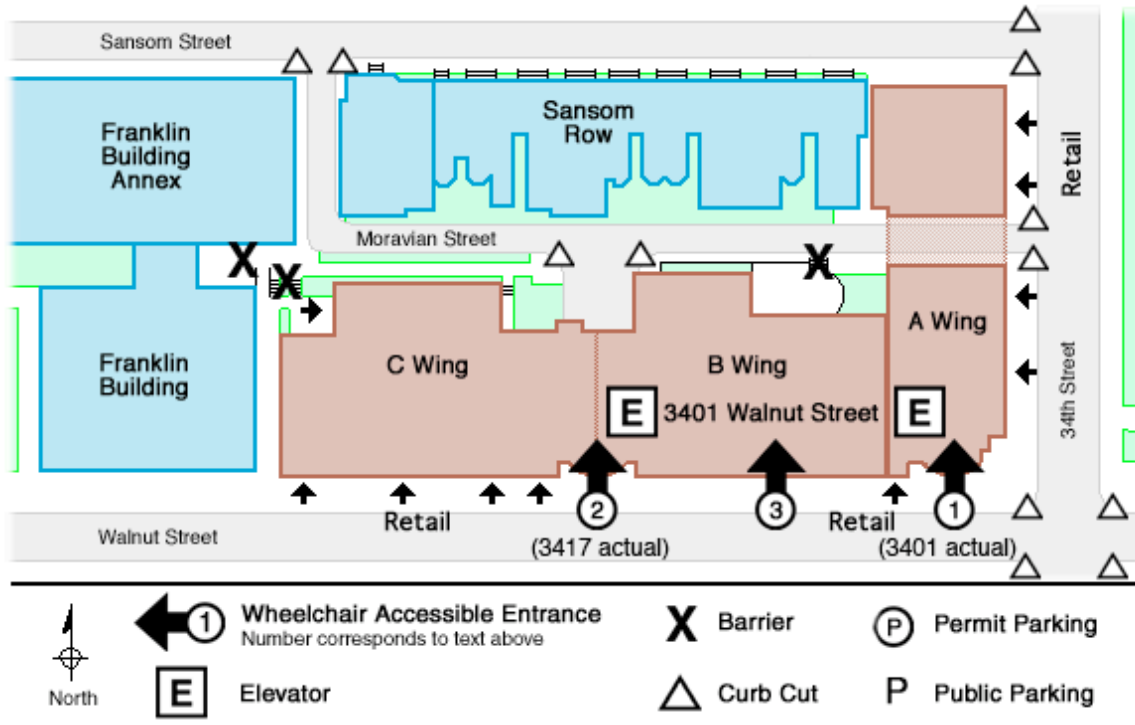 Sansom Street
Franklin
Building
Annex
Sansom
Row
Retail
Moravian Street
X
X
X
A Wing
Franklin
Building
C Wing
B Wing
34th Street
E
3401 Walnut Street
E
2
3
1
Retail
Retail
Walnut Street
(3417 actual)
(3401 actual)
1
Wheelchair Accessible Entrance
Number corresponds to text above
X
Barrier
P
Permit Parking
North
E
Elevator
Curb Cut
P
Public Parking